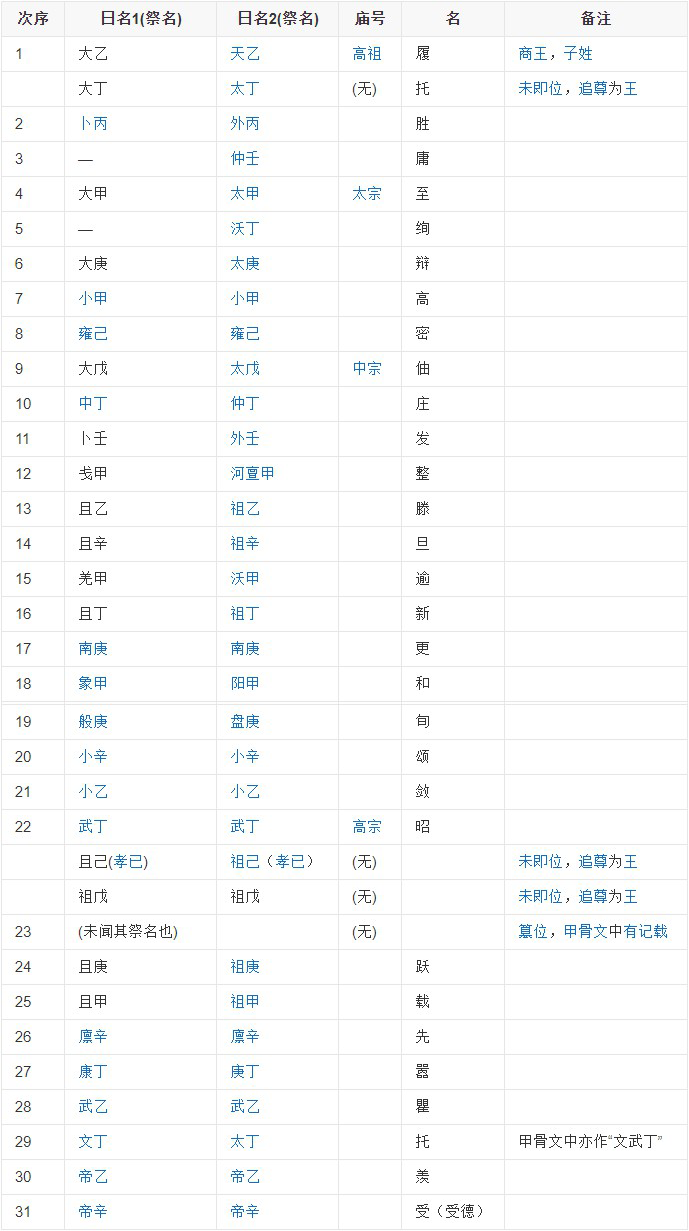 次序 日名1(祭名) 日名2(祭名) 庙号 名 备注
1 大乙 天乙 高祖 履 商王，子姓
大丁 太丁 (无) 托 未即位，追尊为王
2 卜丙 外丙 胜
3 — 仲壬 庸
4 大甲 太甲 太宗 至
5 — 沃丁 绚
6 大庚 太庚 辩
7 小甲 小甲 高
8 雍己 雍己 密
9 大戊 太戊 中宗 伷
10 中丁 仲丁 庄
11 卜壬 外壬 发
12 戋甲 河亶甲 整
13 且乙 祖乙 滕
14 且辛 祖辛 旦
15 羌甲 沃甲 逾
16 且丁 祖丁 新
17 南庚 南庚 更
18 象甲 阳甲 和
19 般庚 盘庚 旬
20 小辛 小辛 颂
21 小乙 小乙 敛
22 武丁 武丁 高宗 昭
且己(孝已) 祖己（孝已） (无) 未即位，追尊为王
祖戊 祖戊 (无) 未即位，追尊为王
23 (未闻其祭名也) (无) 篡位，甲骨文中有记载
24 且庚 祖庚 跃
25 且甲 祖甲 载
26 廪辛 廪辛 先
27 康丁 庚丁 嚣
28 武乙 武乙 瞿
29 文丁 太丁 托 甲骨文中亦作“文武丁”
30 帝乙 帝乙 羡
31 帝辛 帝辛 受（受德）